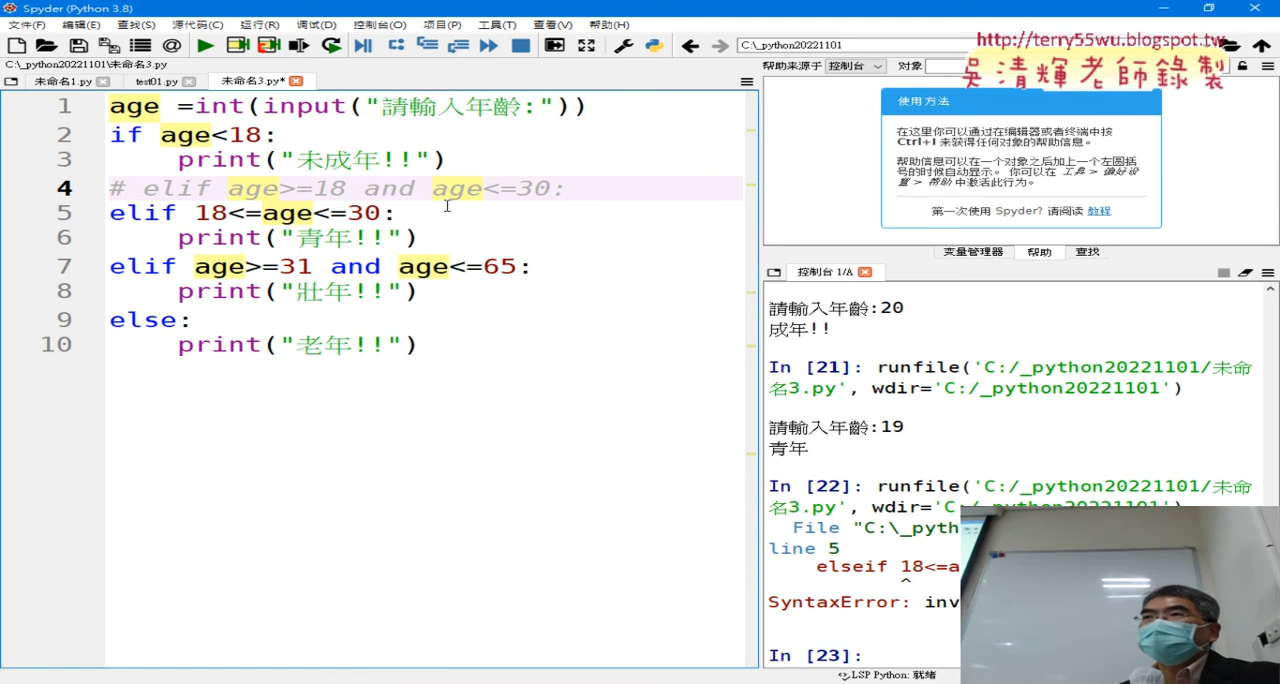 Spyder (Python 3.8)
文件(F) 编辑(E) 查找(S) 源代码(C) 运行(R) 调试(D) 控制台(O) 项目(P) 工具(T) 查看(V) 帮助(H)
C:\_python20221101
http://terry55wu.blogspot.tw
吳清輝老師錄製
C:\_python20221101\未命名3.py
未命名1.py test01.py 未命名3.py*
帮助来源于 控制台 对象
1 age =int(input("請輸入年齡:"))
2 if age<18:
3 print("未成年!!")
4 # elif age>=18 and age<=30:
5 elif 18<=age<=30:
6 print("青年!!")
7 elif age>=31 and age<=65:
8 print("壯年!!")
9 else:
10 print("老年!!")
使用方法
在这里你可以通过在编辑器或者终端中按
Ctrl+I 来获得任何对象的帮助信息。
帮助信息可以在一个对象之后加上一个左圆括
号的时候自动显示。 你可以在 工具 > 偏好设
置 > 帮助 中激活此行为。
第一次使用 Spyder? 请阅读 教程
变量管理器 帮助 查找
控制台 1/A
請輸入年齡:20
成年!!
In [21]: runfile('C:/_python20221101/未命
名3.py', wdir='C:/_python20221101')
請輸入年齡:19
青年
In [22]: runfile('C:/_python20221101/未命
名3.py', wdir='C:/_python20221101')
File "C:\_pyth
line 5
elseif 18<=a
^
SyntaxError: inv
In [23]:
LSP Python: 就绪